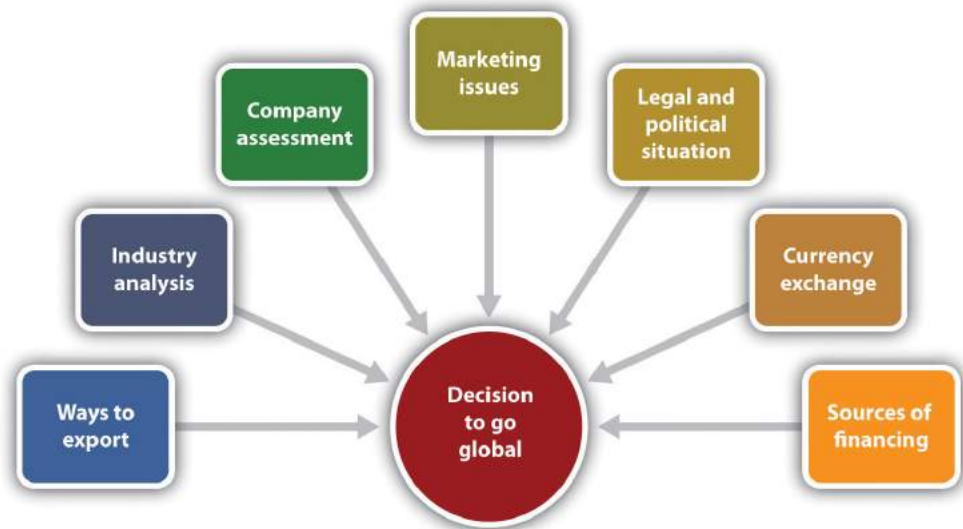 Marketing
issues
Company
assessment
Legal and
political
situation
Industry
analysis
Currency
exchange
Ways to
export
Decision
to go
global
Sources of
financing